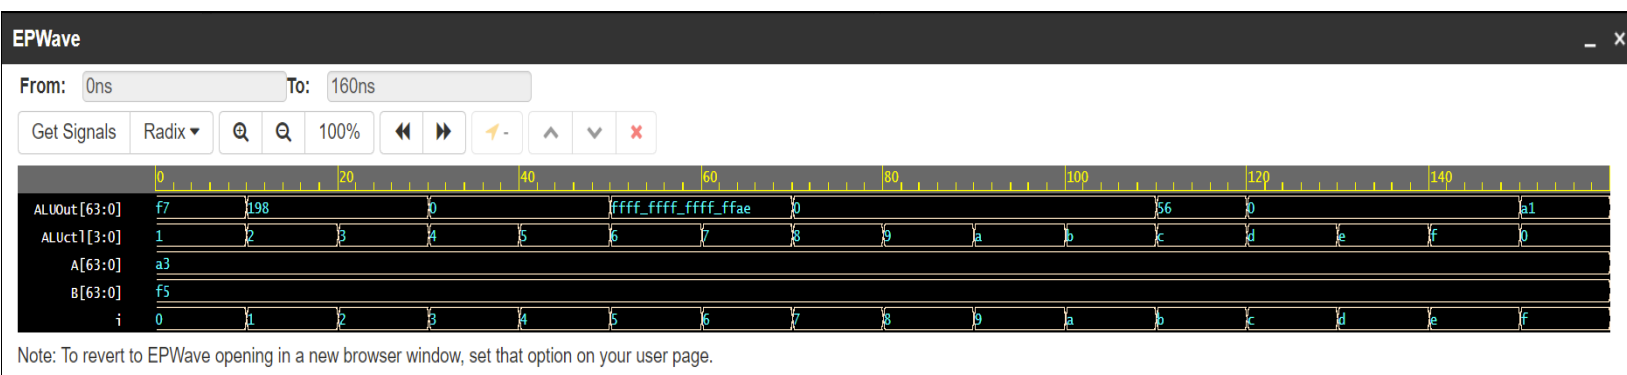 EPWave
From: 0ns To: 160ns
Get Signals Radix 100% -
0 20 40 60 80 100 120 140
ALUOut[63:0] f7 198 0 ffff_ffff_ffff_ffae 0 56 0 a1
ALUctl[3:0] 1 2 3 4 5 6 7 8 9 a b c d e f 0
A[63:0] a3
B[63:0] f5
i 0 1 2 3 4 5 6 7 8 9 a b c d e f
Note: To revert to EPWave opening in a new browser window, set that option on your user page.